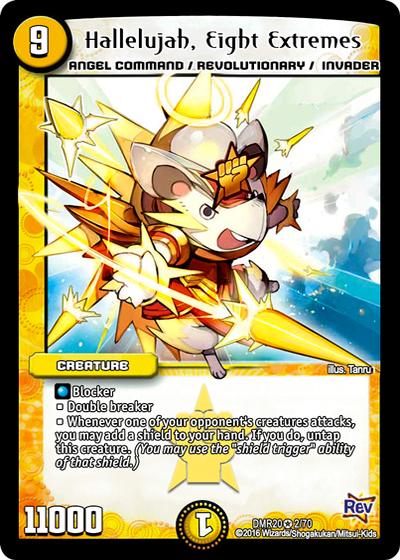 9
Hallelujah, Eight Extremes
ANGEL COMMAND / REVOLUTIONARY / INVADER
illus. Tanru
CREATURE
Blocker
▪ Double breaker
▪ Whenever one of your opponent's creatures attacks,
you may add a shield to your hand. If you do, untap
this creature. (You may use the "shield trigger" ability
of that shield.)
Rev
11000
1
DMR20 2/70
©2016 Wizards/Shogakukan/Mitsui-Kids